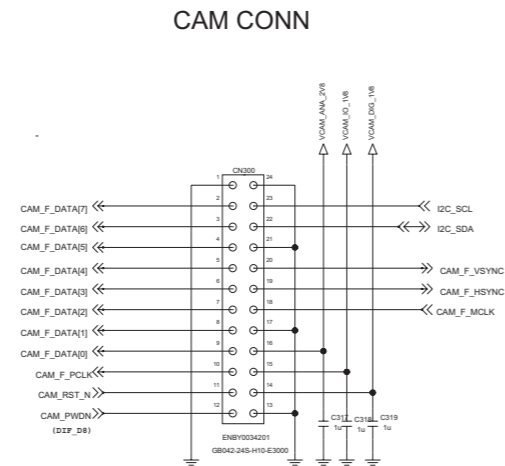 CAM CONN
VCAM_ANA_2V8
VCAM_IO_1V8
VCAM_DIG_1V8
CN300
1 24
2 23
CAM_F_DATA[7] I2C_SCL
3 22
CAM_F_DATA[6] I2C_SDA
4 21
CAM_F_DATA[5]
5 20
CAM_F_DATA[4] CAM_F_VSYNC
6 19
CAM_F_DATA[3] CAM_F_HSYNC
7 18
CAM_F_DATA[2] CAM_F_MCLK
8 17
CAM_F_DATA[1]
9 16
CAM_F_DATA[0]
10 15
CAM_F_PCLK
11 14
CAM_RST_N
12 13
CAM_PWDN
(DIF_D8)
C317 C318 C319
1u 1u 1u
ENBY0034201
GB042-24S-H10-E3000